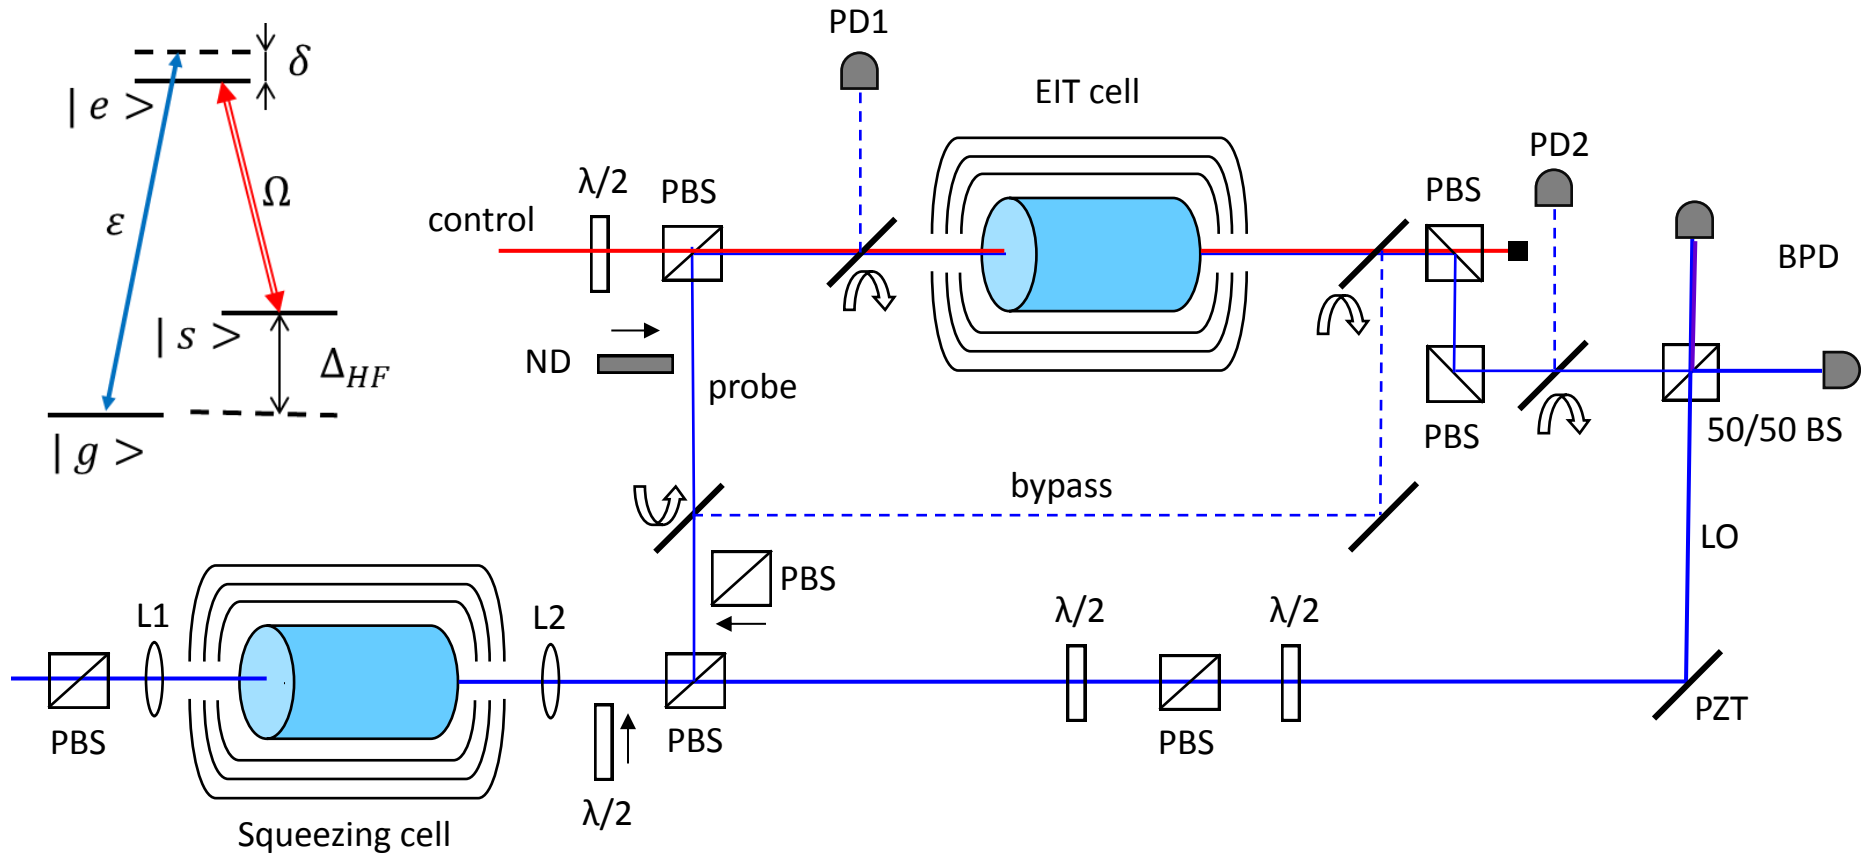 PD1
δ
EIT cell
| e >
PD2
λ/2
PBS
PBS
control
Ω
ε
BPD
| s >
ND
Δ_HF
probe
PBS
50/50 BS
| g >
bypass
LO
PBS
L1
L2
λ/2
λ/2
PBS
PBS
PBS
PZT
λ/2
Squeezing cell